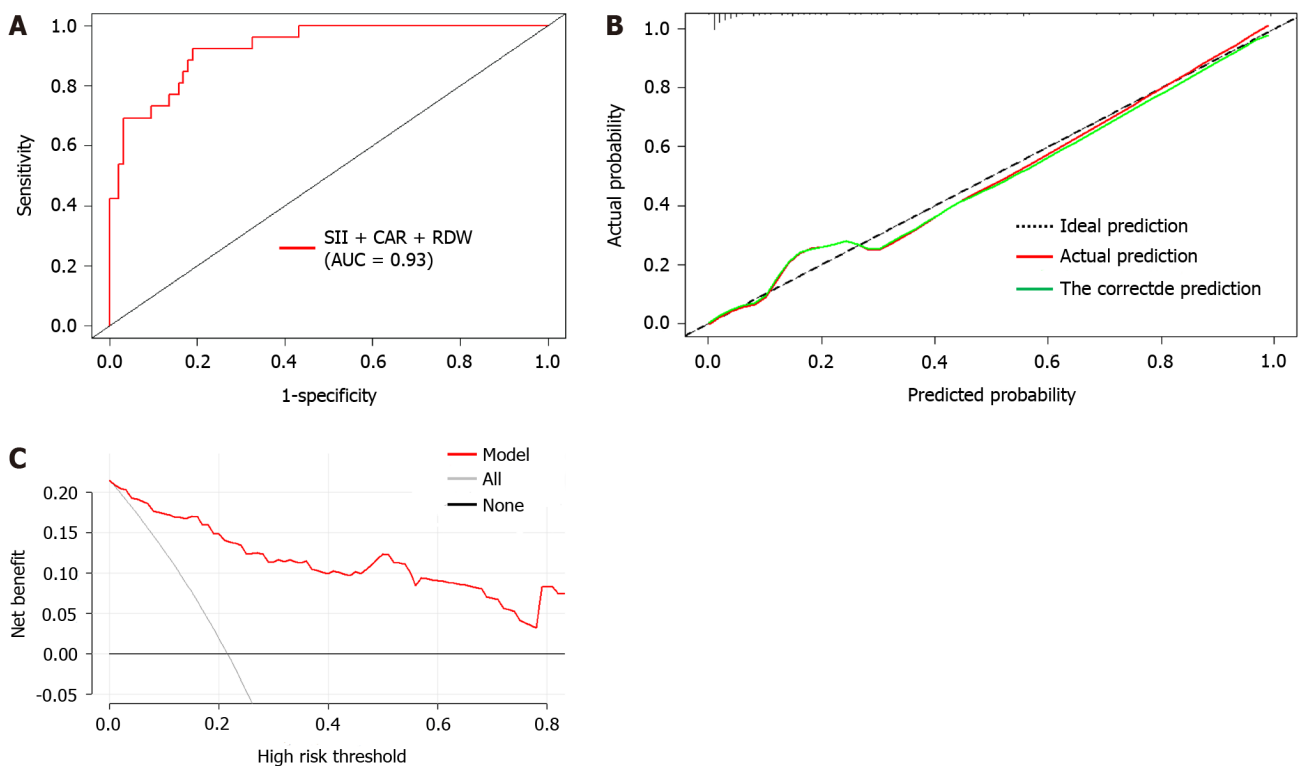 A
1.0
0.8
0.6
0.4
0.2
0.0
Sensitivity
SII + CAR + RDW
(AUC = 0.93)
0.0 0.2 0.4 0.6 0.8 1.0
1-specificity
B
1.0
0.8
0.6
0.4
0.2
0.0
Actual probability
Ideal prediction
Actual prediction
The correctde prediction
0.0 0.2 0.4 0.6 0.8 1.0
Predicted probability
C
Model
All
None
0.20
0.15
0.10
0.05
0.00
-0.05
Net benefit
0.0 0.2 0.4 0.6 0.8
High risk threshold